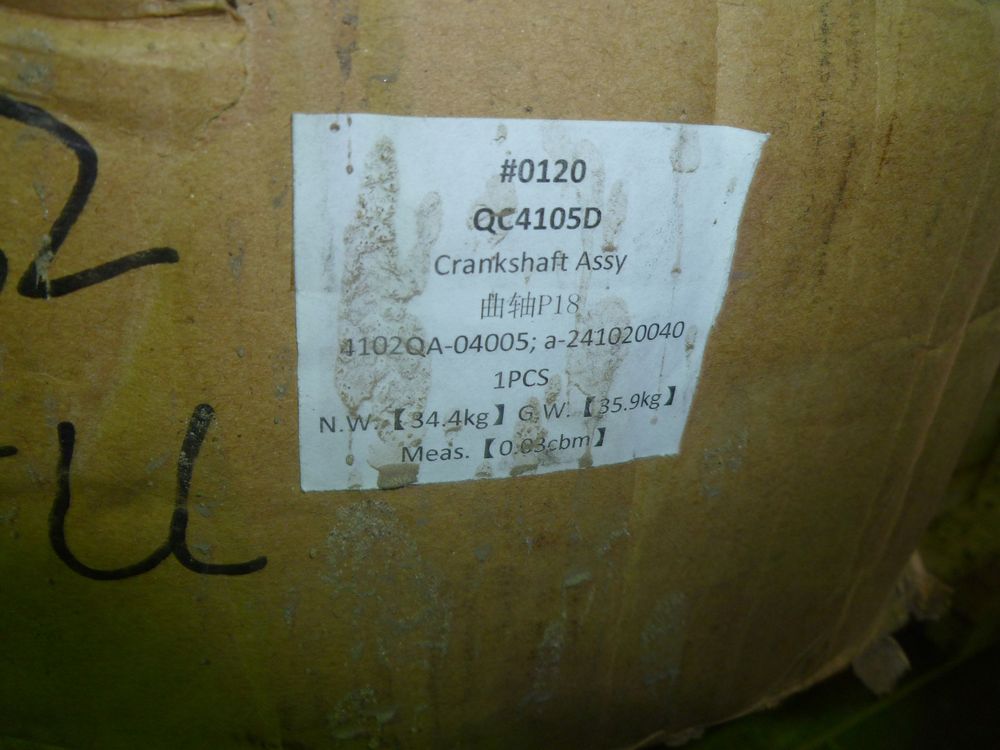 #0120
QC4105D
Crankshaft Assy
曲轴P18
4102QA-04005; a-241020040
1PCS
N.W.【34.4kg】G.W.【35.9kg】
Meas.【0.03cbm】
2
u